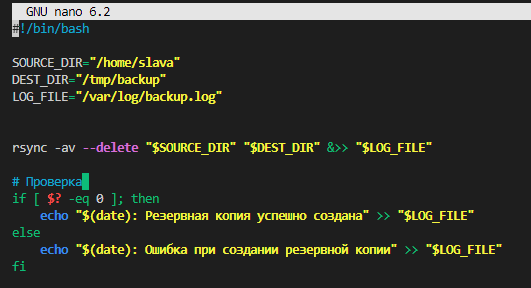 GNU nano 6.2
#!/bin/bash
SOURCE_DIR="/home/slava"
DEST_DIR="/tmp/backup"
LOG_FILE="/var/log/backup.log"
rsync -av --delete "$SOURCE_DIR" "$DEST_DIR" &>> "$LOG_FILE"
# Проверка
if [ $? -eq 0 ]; then
    echo "$(date): Резервная копия успешно создана" >> "$LOG_FILE"
else
    echo "$(date): Ошибка при создании резервной копии" >> "$LOG_FILE"
fi